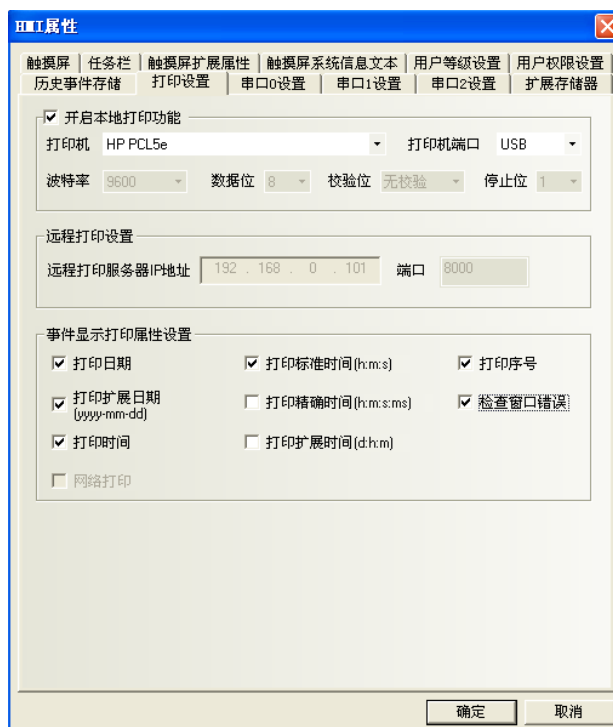 HMI属性
触摸屏 任务栏 触摸屏扩展属性 触摸屏系统信息文本 用户等级设置 用户权限设置
历史事件存储 打印设置 串口0设置 串口1设置 串口2设置 扩展存储器
开启本地打印功能
打印机 HP PCL5e 打印机端口 USB
波特率 9600 数据位 8 校验位 无校验 停止位 1
远程打印设置
远程打印服务器IP地址 192 . 168 . 0 . 101 端口 8000
事件显示打印属性设置
打印日期 打印标准时间(h:m:s) 打印序号
打印扩展日期 打印精确时间(h:m:s:ms) 检查窗口错误
(yyyy-mm-dd)
打印时间 打印扩展时间(d:h:m)
网络打印
确定 取消